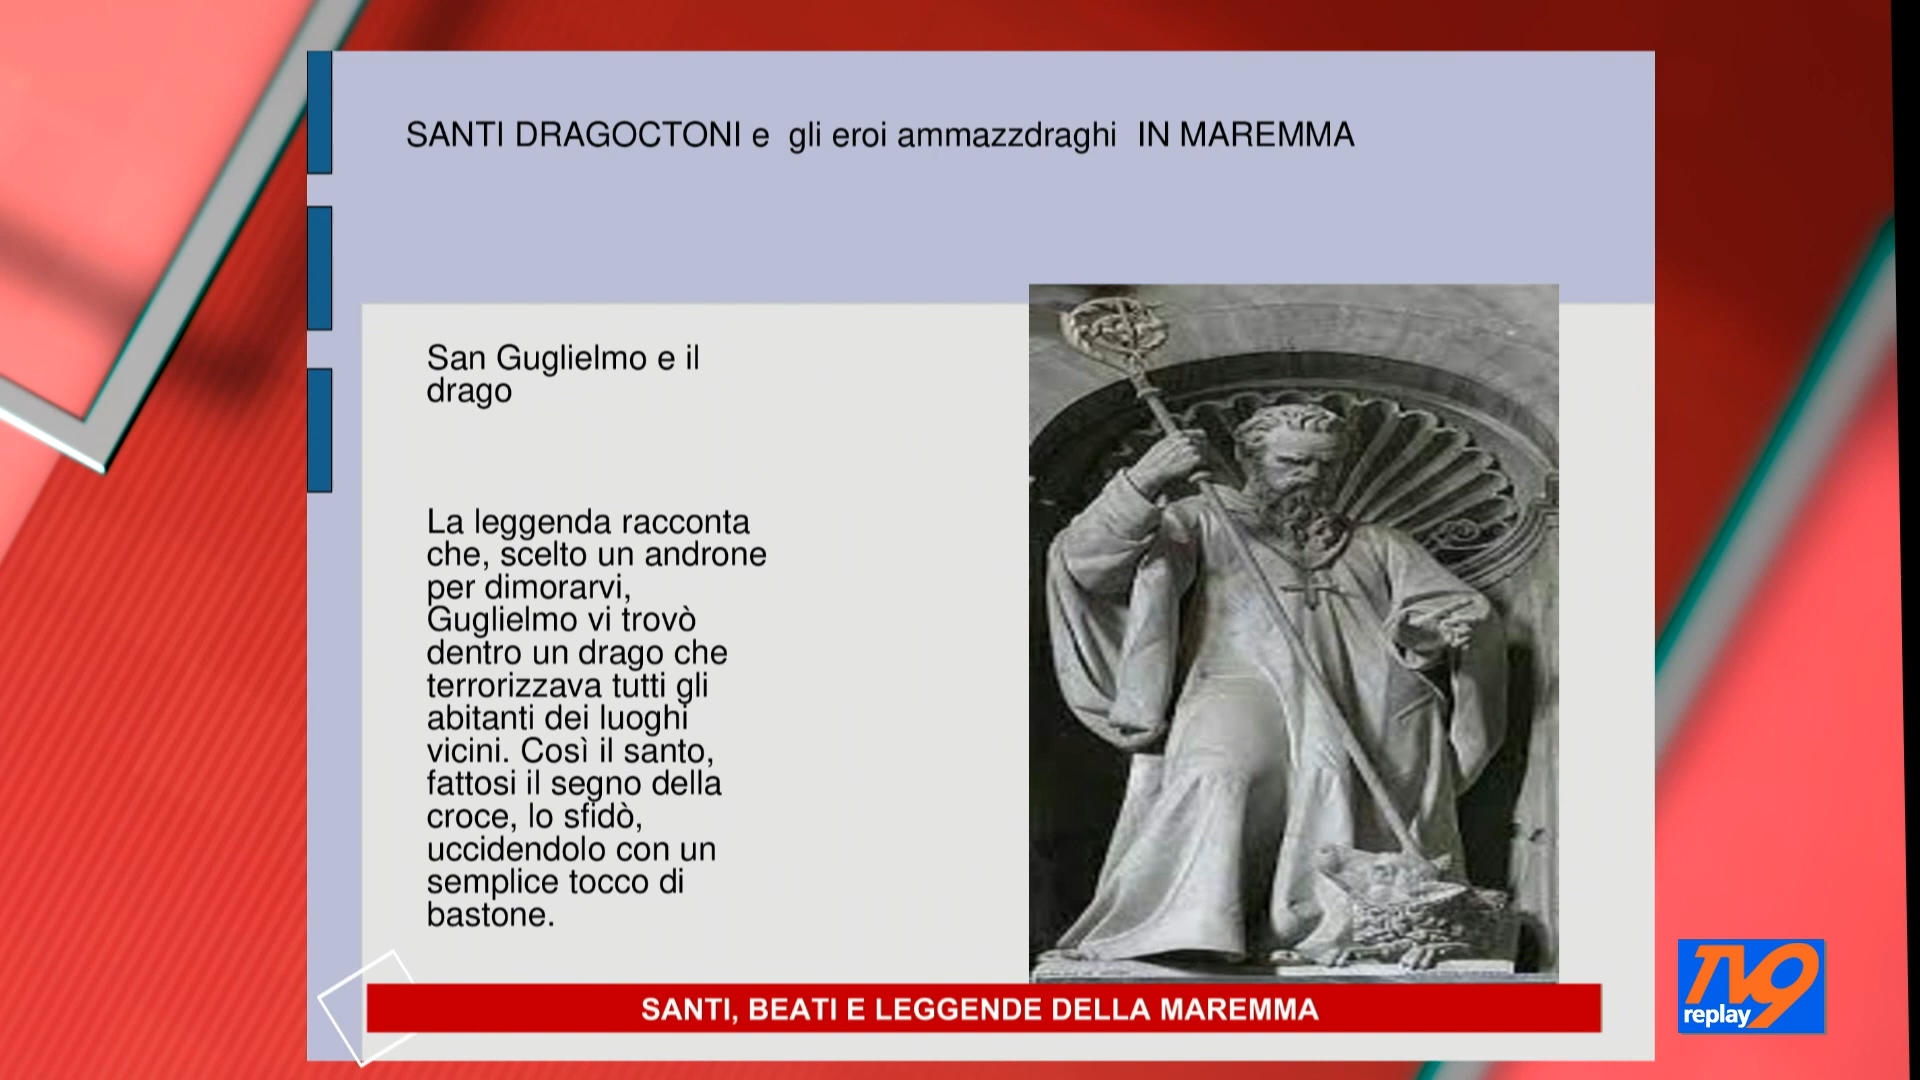 SANTI DRAGOCTONI e gli eroi ammazzdraghi IN MAREMMA
San Guglielmo e il
drago
La leggenda racconta
che, scelto un androne
per dimorarvi,
Guglielmo vi trovò
dentro un drago che
terrorizzava tutti gli
abitanti dei luoghi
vicini. Così il santo,
fattosi il segno della
croce, lo sfidò,
uccidendolo con un
semplice tocco di
bastone.
SANTI, BEATI E LEGGENDE DELLA MAREMMA
TV9
replay